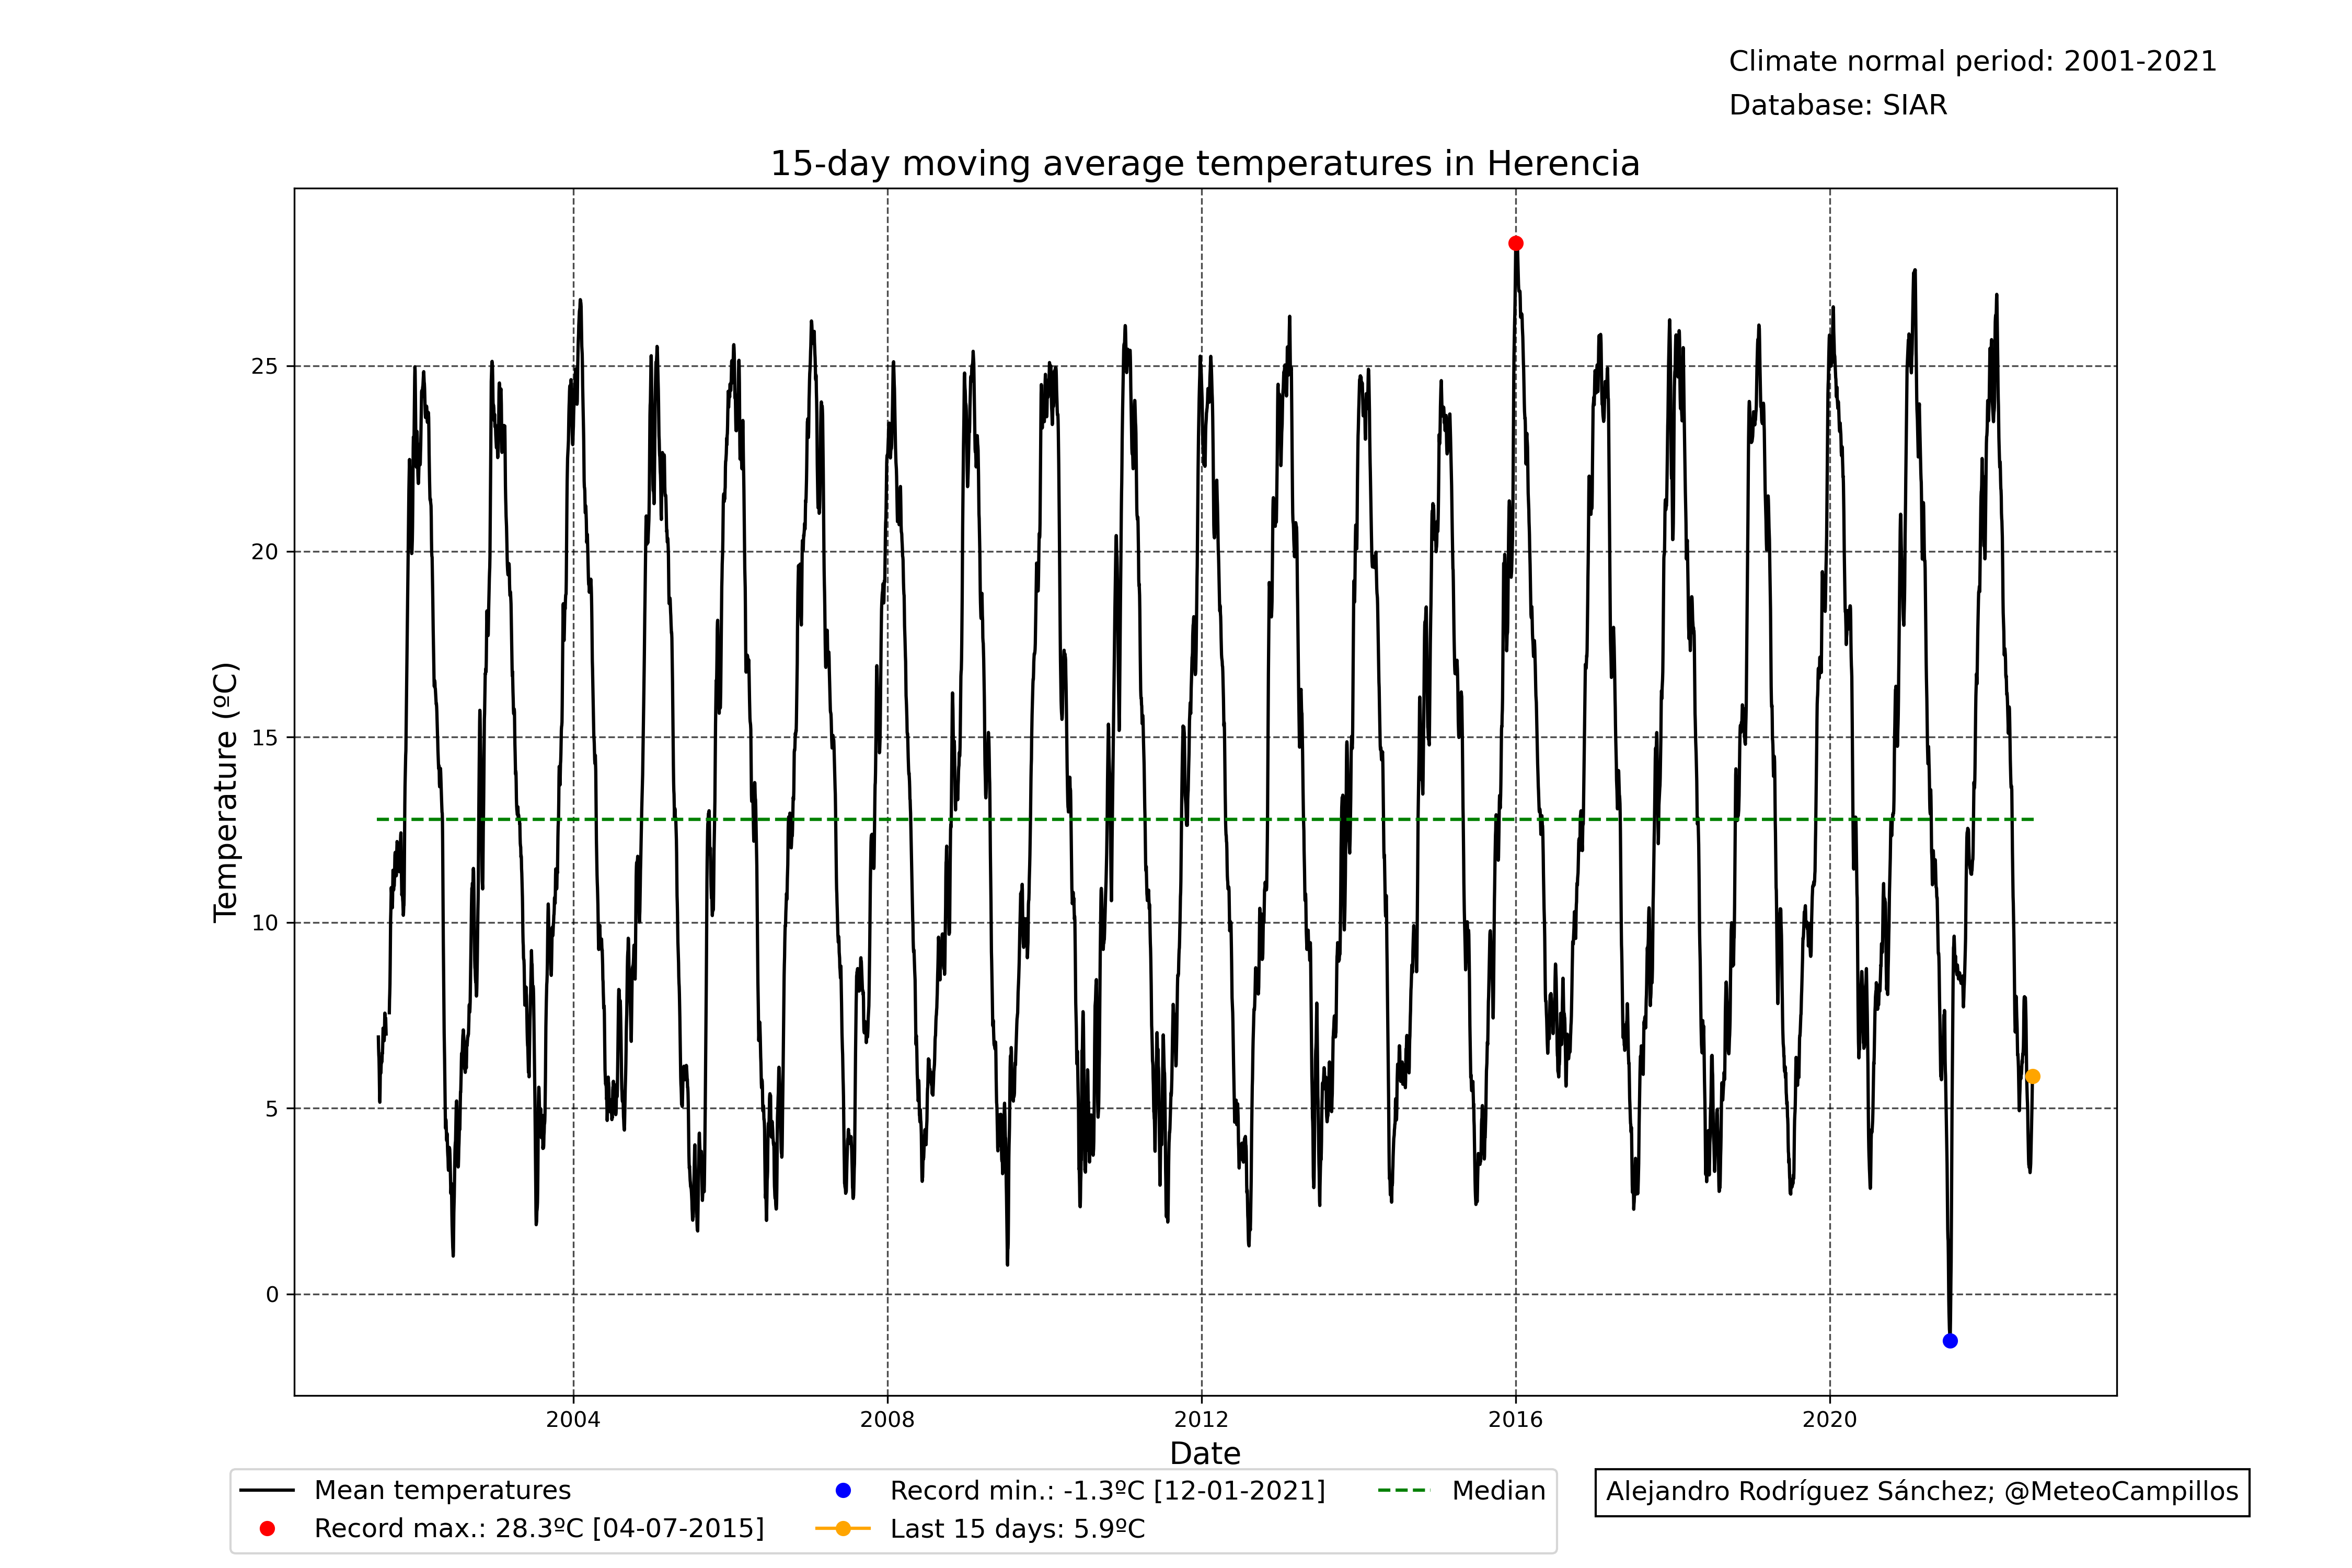 Climate normal period: 2001-2021
Database: SIAR
15-day moving average temperatures in Herencia
Temperature (ºC)
25
20
15
10
5
0
2004 2008 2012 2016 2020
Date
Mean temperatures
Record max.: 28.3ºC [04-07-2015]
Record min.: -1.3ºC [12-01-2021]
Last 15 days: 5.9ºC
Median
Alejandro Rodríguez Sánchez; @MeteoCampillos